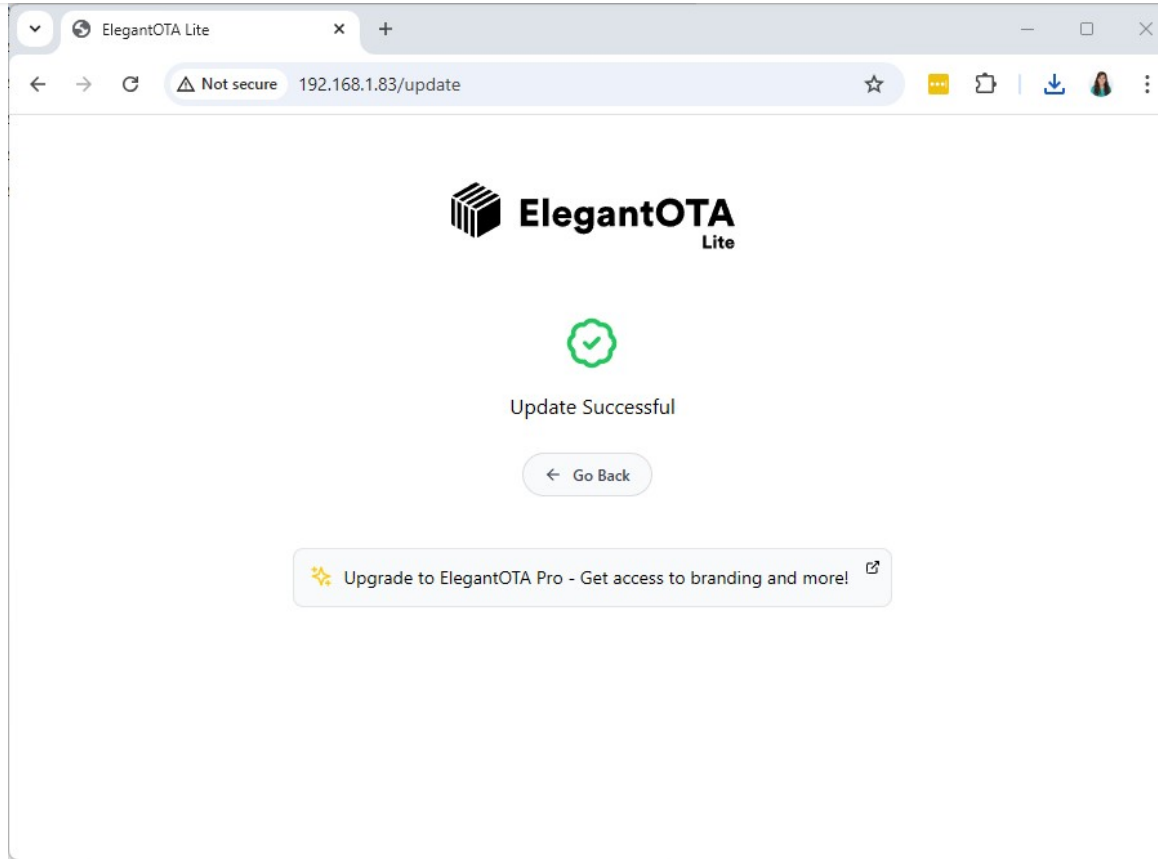 ElegantOTA Lite
Not secure 192.168.1.83/update
ElegantOTA
Lite
Update Successful
Go Back
Upgrade to ElegantOTA Pro - Get access to branding and more!